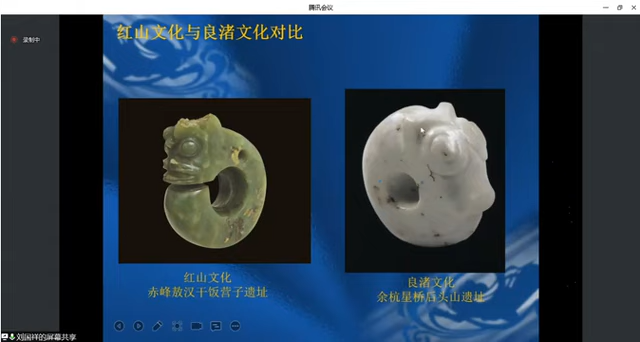 腾讯会议
录制中
红山文化与良渚文化对比
红山文化
赤峰敖汉干饭营子遗址
良渚文化
余杭星桥后头山遗址
刘国祥的屏幕共享